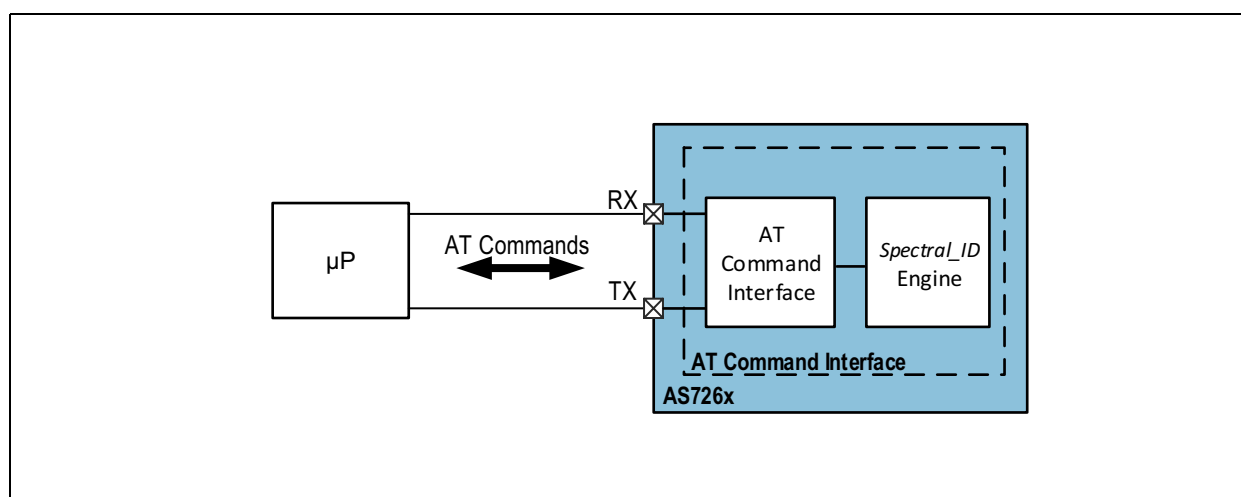 RX
µP
AT Commands
TX
AT
Command
Interface
Spectral_ID
Engine
AT Command Interface
AS726x